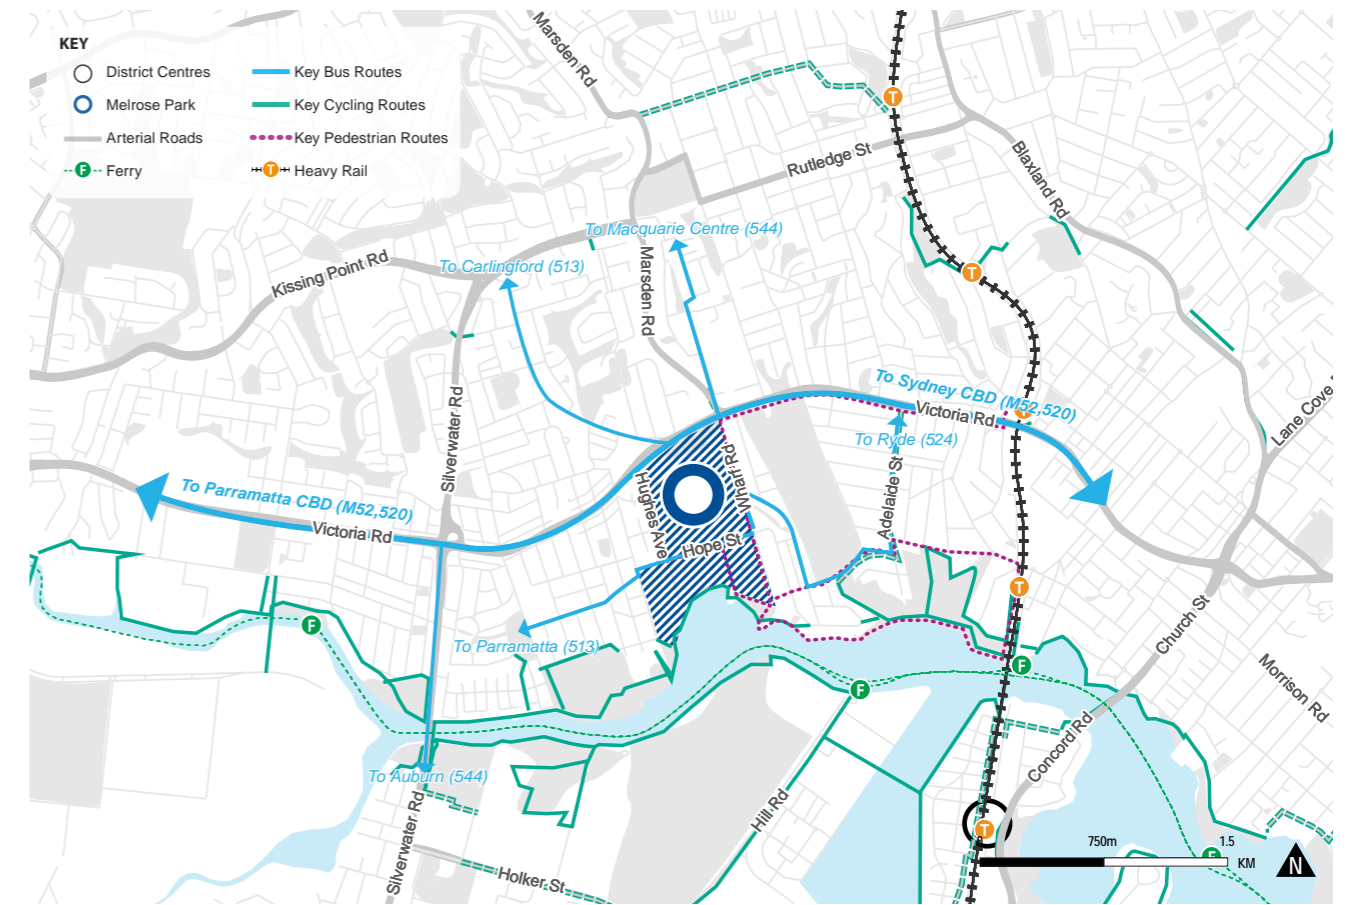 KEY
District Centres
Melrose Park
Arterial Roads
F Ferry
Key Bus Routes
Key Cycling Routes
Key Pedestrian Routes
T Heavy Rail
Marsden Rd
T
Rutledge St
Blaxland Rd
To Macquarie Centre (544)
To Carlingford (513)
Kissing Point Rd
Marsden Rd
T
Silverwater Rd
To Sydney CBD (M52,520)
Victoria Rd
T
To Ryde (524)
Lane Cove
Adelaide St
Wharf Rd
Hughes Ave
Hope St
To Parramatta CBD (M52,520)
Victoria Rd
T
F
To Parramatta (513)
Church St
F
F
Morrison Rd
Concord Rd
To Auburn (544)
Silverwater Rd
Hill Rd
Holker St
T
F
750m
1.5
KM
N